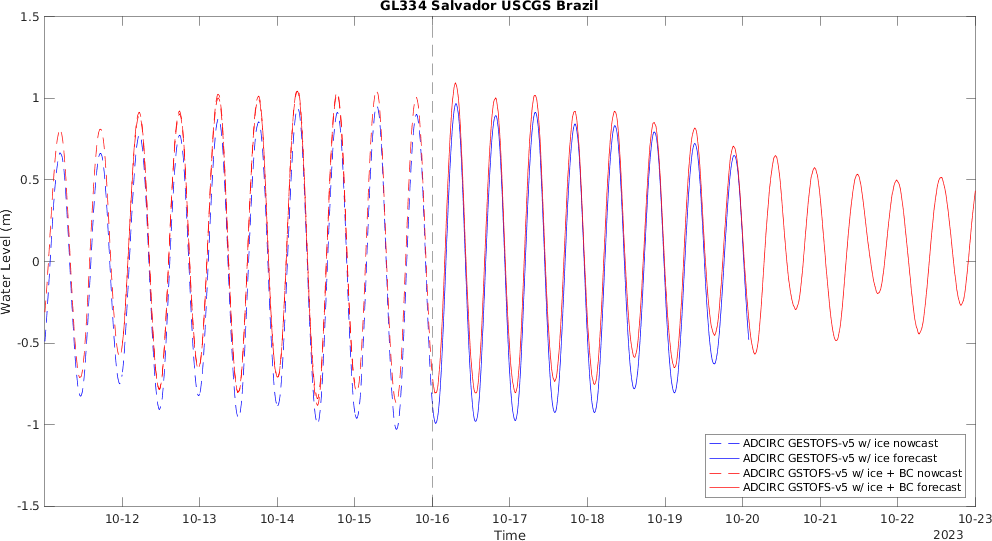 GL334 Salvador USCGS Brazil
1.5
1
0.5
0
-0.5
-1
-1.5
Water Level (m)
ADCIRC GESTOFS-v5 w/ ice nowcast
ADCIRC GESTOFS-v5 w/ ice forecast
ADCIRC GSTOFS-v5 w/ ice + BC nowcast
ADCIRC GSTOFS-v5 w/ ice + BC forecast
10-12 10-13 10-14 10-15 10-16 10-17 10-18 10-19 10-20 10-21 10-22 10-23
Time
2023